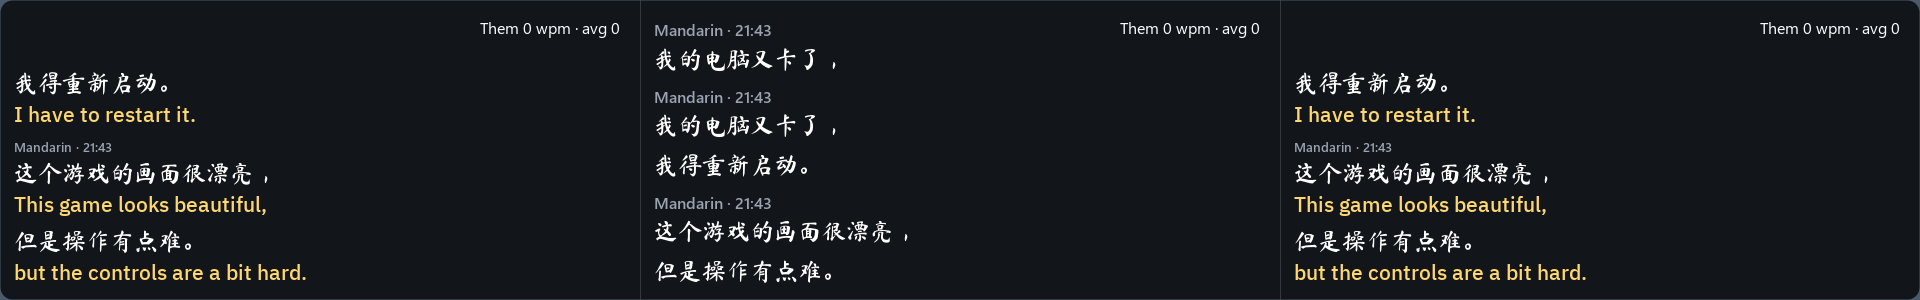 Them 0 wpm · avg 0
我得重新启动。
I have to restart it.
Mandarin · 21:43
这个游戏的画面很漂亮，
This game looks beautiful,
但是操作有点难。
but the controls are a bit hard.
Mandarin · 21:43
Them 0 wpm · avg 0
我的电脑又卡了，
Mandarin · 21:43
我的电脑又卡了，
我得重新启动。
Mandarin · 21:43
这个游戏的画面很漂亮，
但是操作有点难。
Them 0 wpm · avg 0
我得重新启动。
I have to restart it.
Mandarin · 21:43
这个游戏的画面很漂亮，
This game looks beautiful,
但是操作有点难。
but the controls are a bit hard.